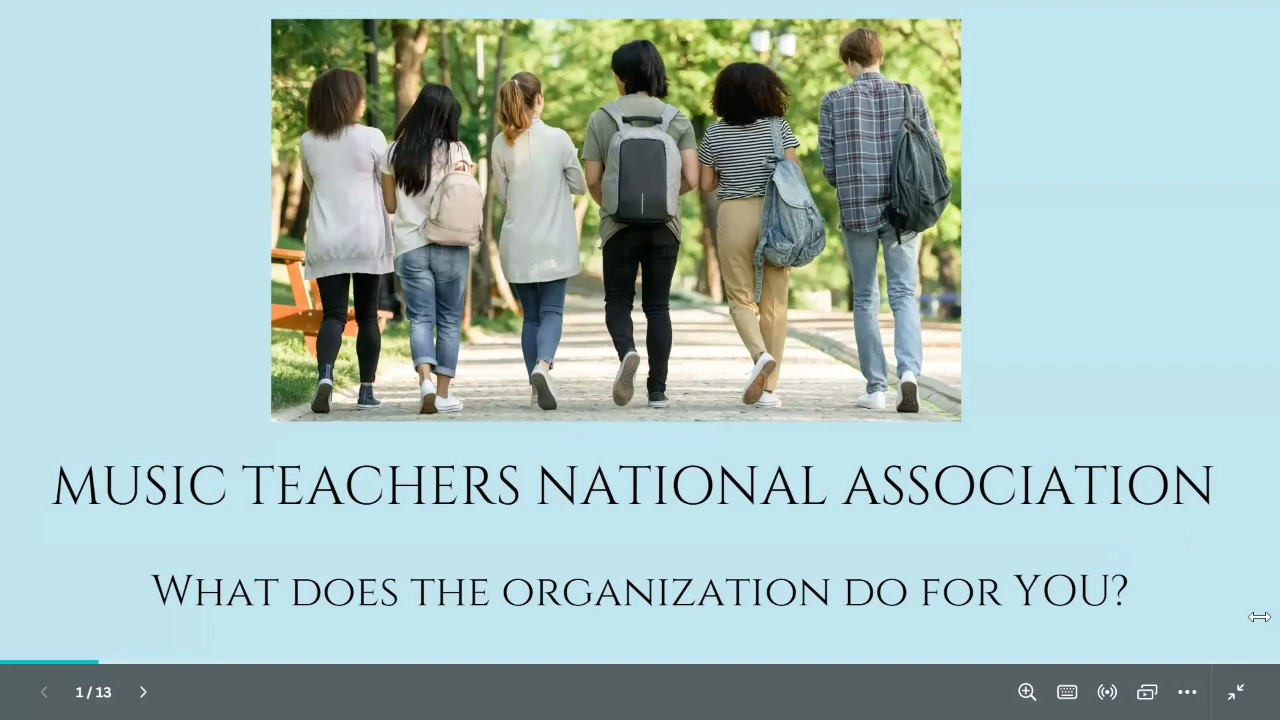 MUSIC TEACHERS NATIONAL ASSOCIATION
WHAT DOES THE ORGANIZATION DO FOR YOU?
1 / 13